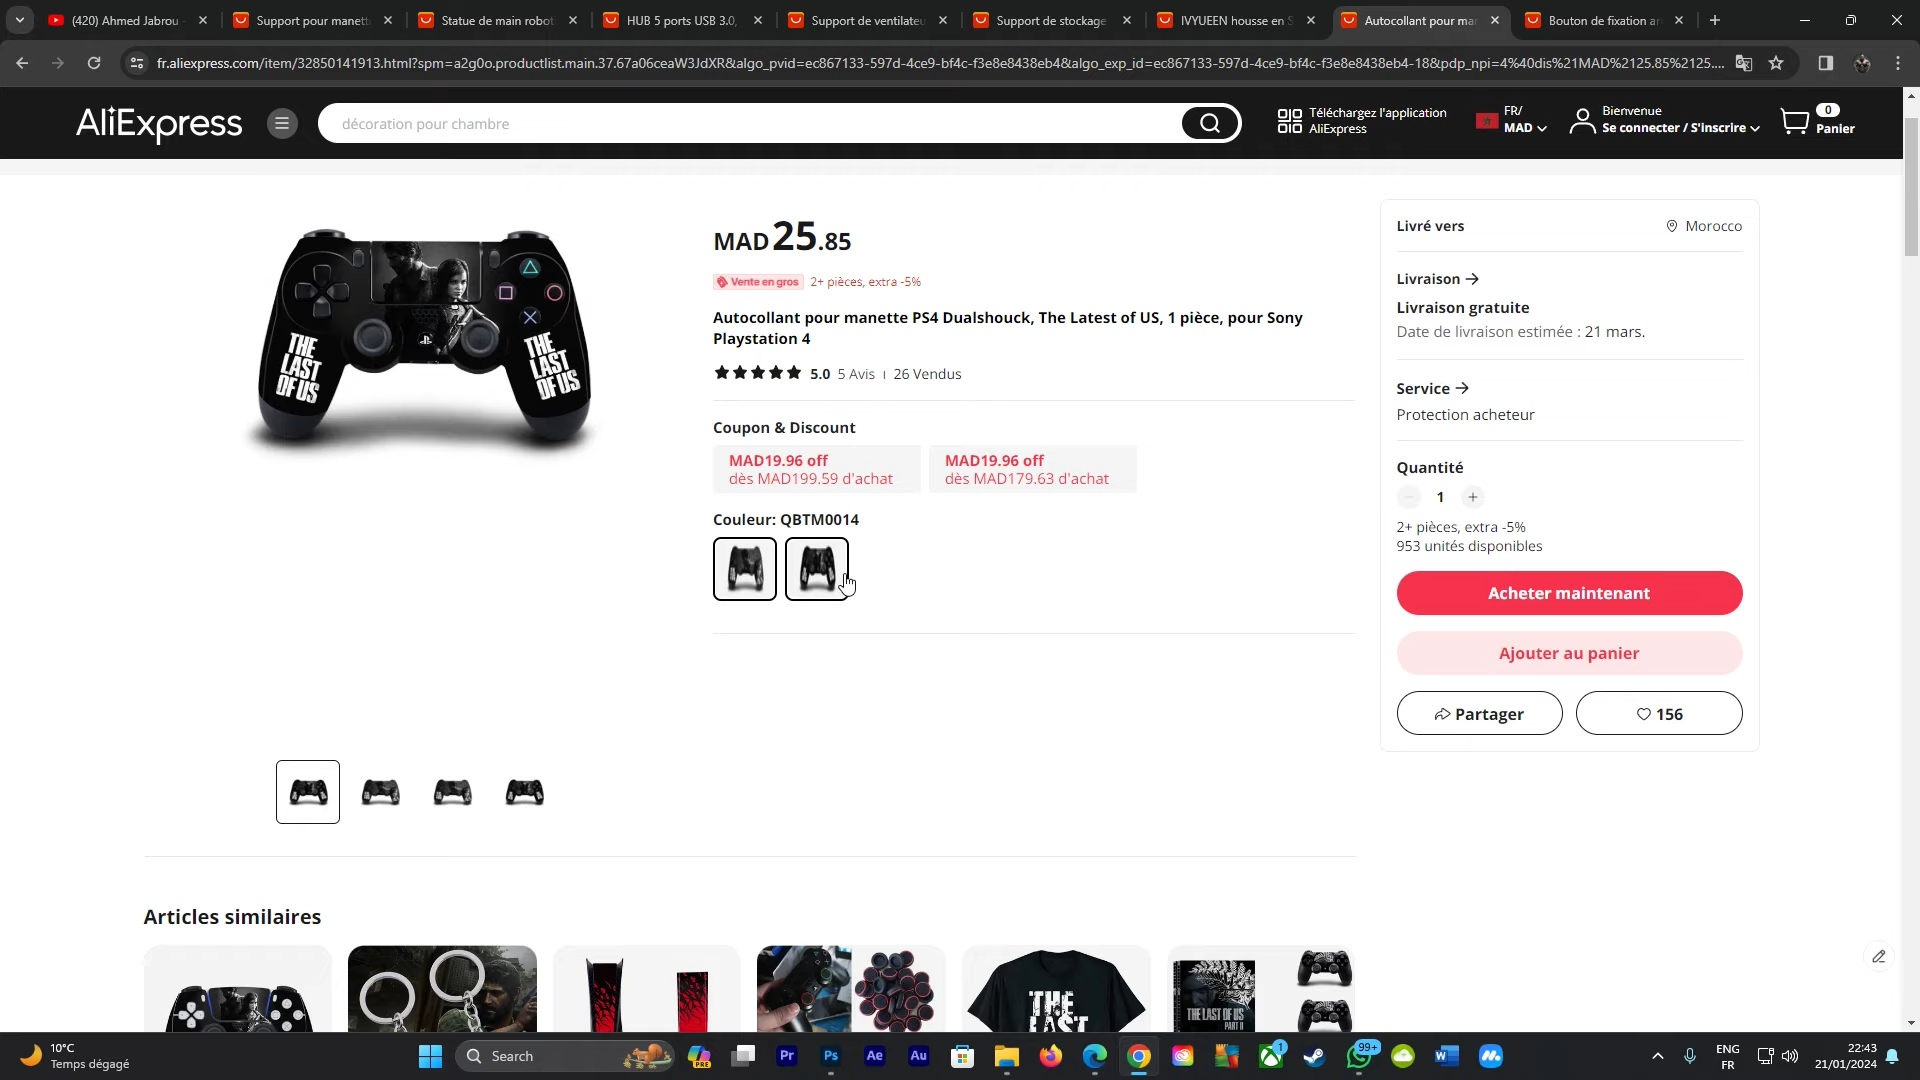 (420) Ahmed Jabrou
Support pour manett
Statue de main robot
HUB 5 ports USB 3.0,
Support de ventilateu
Support de stockage
IVYUEEN housse en S
Autocollant pour ma
Bouton de fixation a
fr.aliexpress.com/item/32850141913.html?spm=a2g0o.productlist.main.37.67a06ceaW3JdXR&algo_pvid=ec867133-597d-4ce9-bf4c-f3e8e8438eb4&algo_exp_id=ec867133-597d-4ce9-bf4c-f3e8e8438eb4-18&pdp_npi=4%40dis%21MAD%2125.85%2125....
AliExpress
décoration pour chambre
Téléchargez l'application
AliExpress
FR/
MAD
Bienvenue
Se connecter / S'inscrire
0
Panier
THE
LAST
OF US
THE
LAST
OF US
MAD25.85
Vente en gros 2+ pièces, extra -5%
Autocollant pour manette PS4 Dualshouck, The Latest of US, 1 pièce, pour Sony
Playstation 4
5.0 5 Avis | 26 Vendus
Coupon & Discount
MAD19.96 off
dès MAD199.59 d'achat
MAD19.96 off
dès MAD179.63 d'achat
Couleur: QBTM0014
Livré vers
Morocco
Livraison
Livraison gratuite
Date de livraison estimée : 21 mars.
Service
Protection acheteur
Quantité
1
2+ pièces, extra -5%
953 unités disponibles
Acheter maintenant
Ajouter au panier
Partager
156
Articles similaires
THE
LAST
THE LAST OF US
PART II
10°C
Temps dégagé
Search
PRE
Pr
Ps
Ae
Au
1
99+
ENG
FR
22:43
21/01/2024